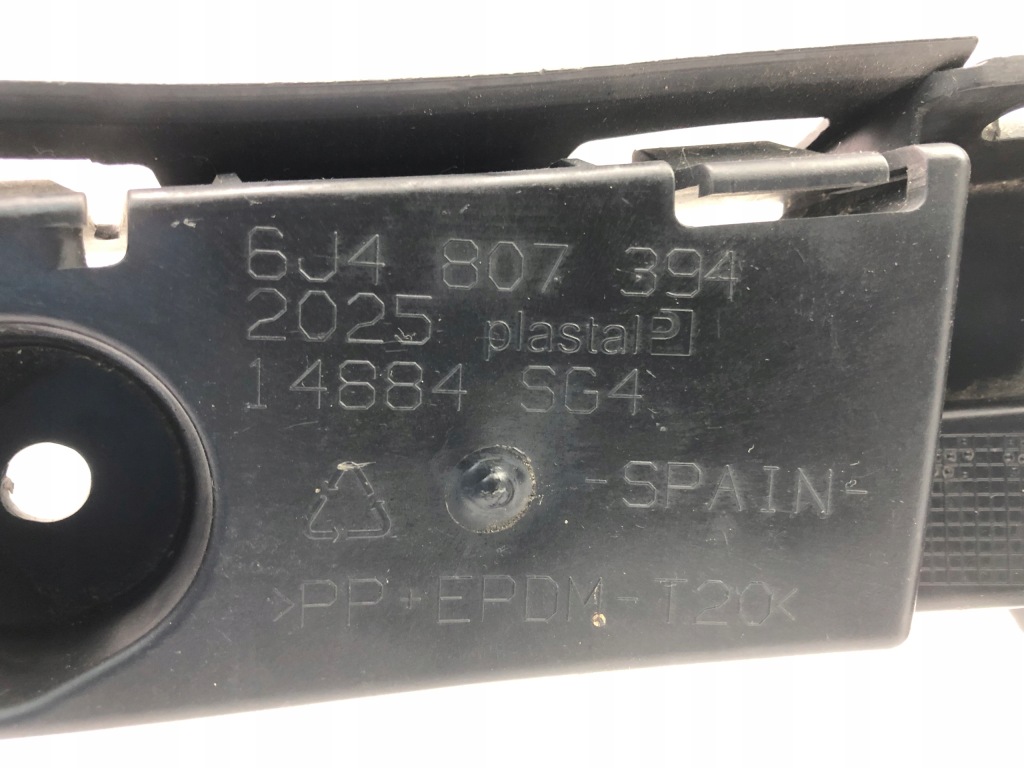 6J4 807 394
2025 plastal P
14884 SG4
-SPAIN-
>PP+EPDM-T20<